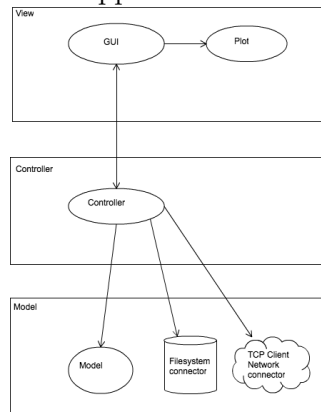 View
GUI
Plot
Controller
Controller
Model
Model
Filesystem
connector
TCP Client
Network
connector